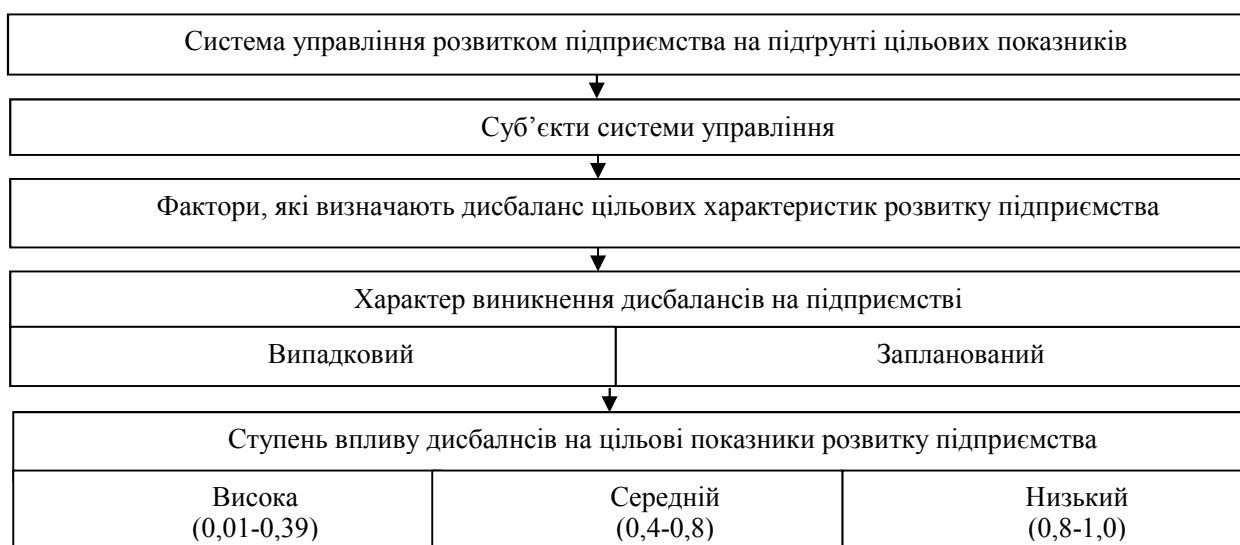 Система управління розвитком підприємства на підґрунті цільових показників
Суб’єкти системи управління
Фактори, які визначають дисбаланс цільових характеристик розвитку підприємства
Характер виникнення дисбалансів на підприємстві
Випадковий Запланований
Ступень впливу дисбалнсів на цільові показники розвитку підприємства
Висока Середній Низький
(0,01-0,39) (0,4-0,8) (0,8-1,0)